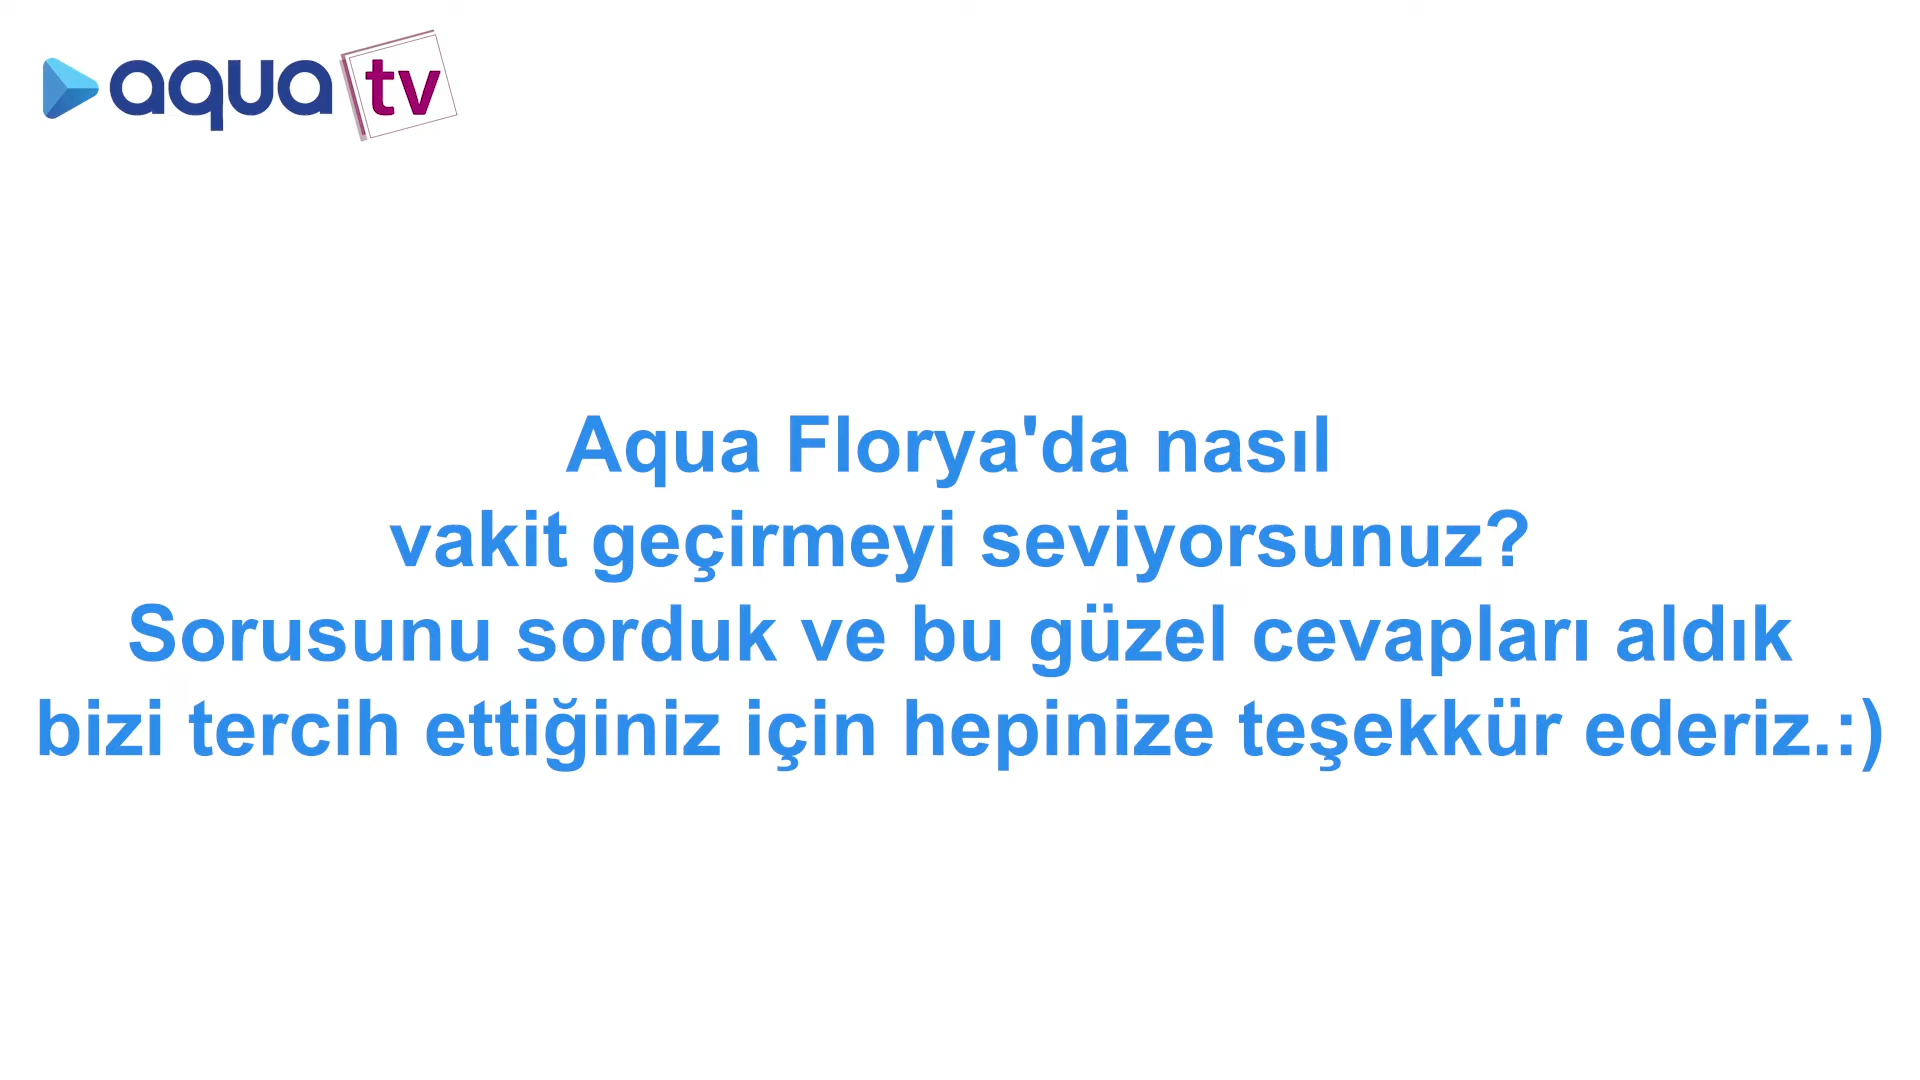 aqua tv
Aqua Florya'da nasıl
vakit geçirmeyi seviyorsunuz?
Sorusunu sorduk ve bu güzel cevapları aldık
bizi tercih ettiğiniz için hepinize teşekkür ederiz.:)